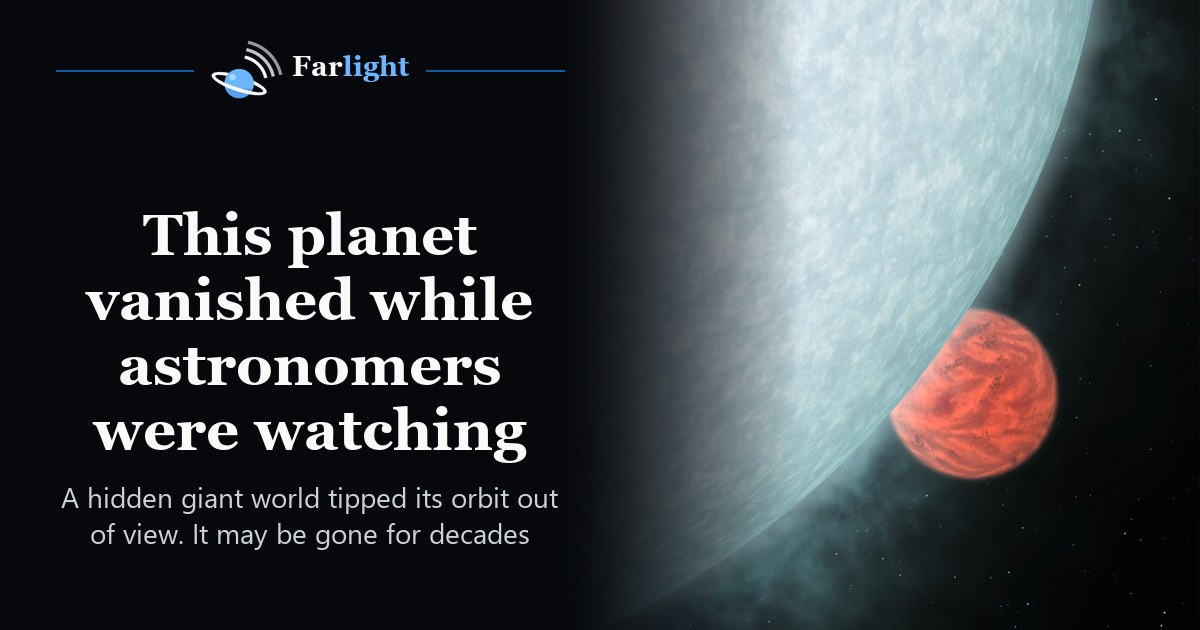 Farlight
This planet
vanished while
astronomers
were watching
A hidden giant world tipped its orbit out
of view. It may be gone for decades